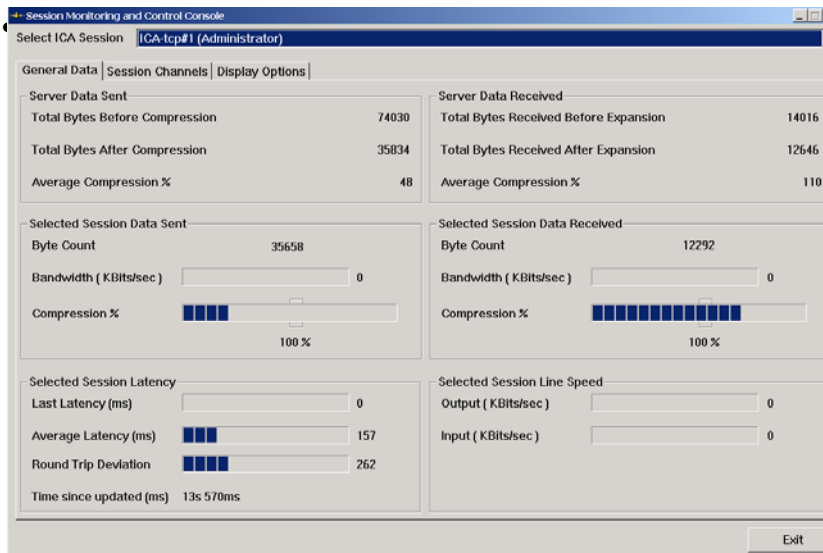 Session Monitoring and Control Console
Select ICA Session ICA-tcp#1 (Administrator)
General Data Session Channels Display Options
Server Data Sent
Total Bytes Before Compression 74030
Total Bytes After Compression 35834
Average Compression % 48
Server Data Received
Total Bytes Received Before Expansion 14016
Total Bytes Received After Expansion 12646
Average Compression % 110
Selected Session Data Sent
Byte Count 35658
Bandwidth ( KBits/sec ) 0
Compression %
100 %
Selected Session Data Received
Byte Count 12292
Bandwidth ( KBits/sec ) 0
Compression %
100 %
Selected Session Latency
Last Latency (ms) 0
Average Latency (ms) 157
Round Trip Deviation 262
Time since updated (ms) 13s 570ms
Selected Session Line Speed
Output ( KBits/sec ) 0
Input ( KBits/sec ) 0
Exit